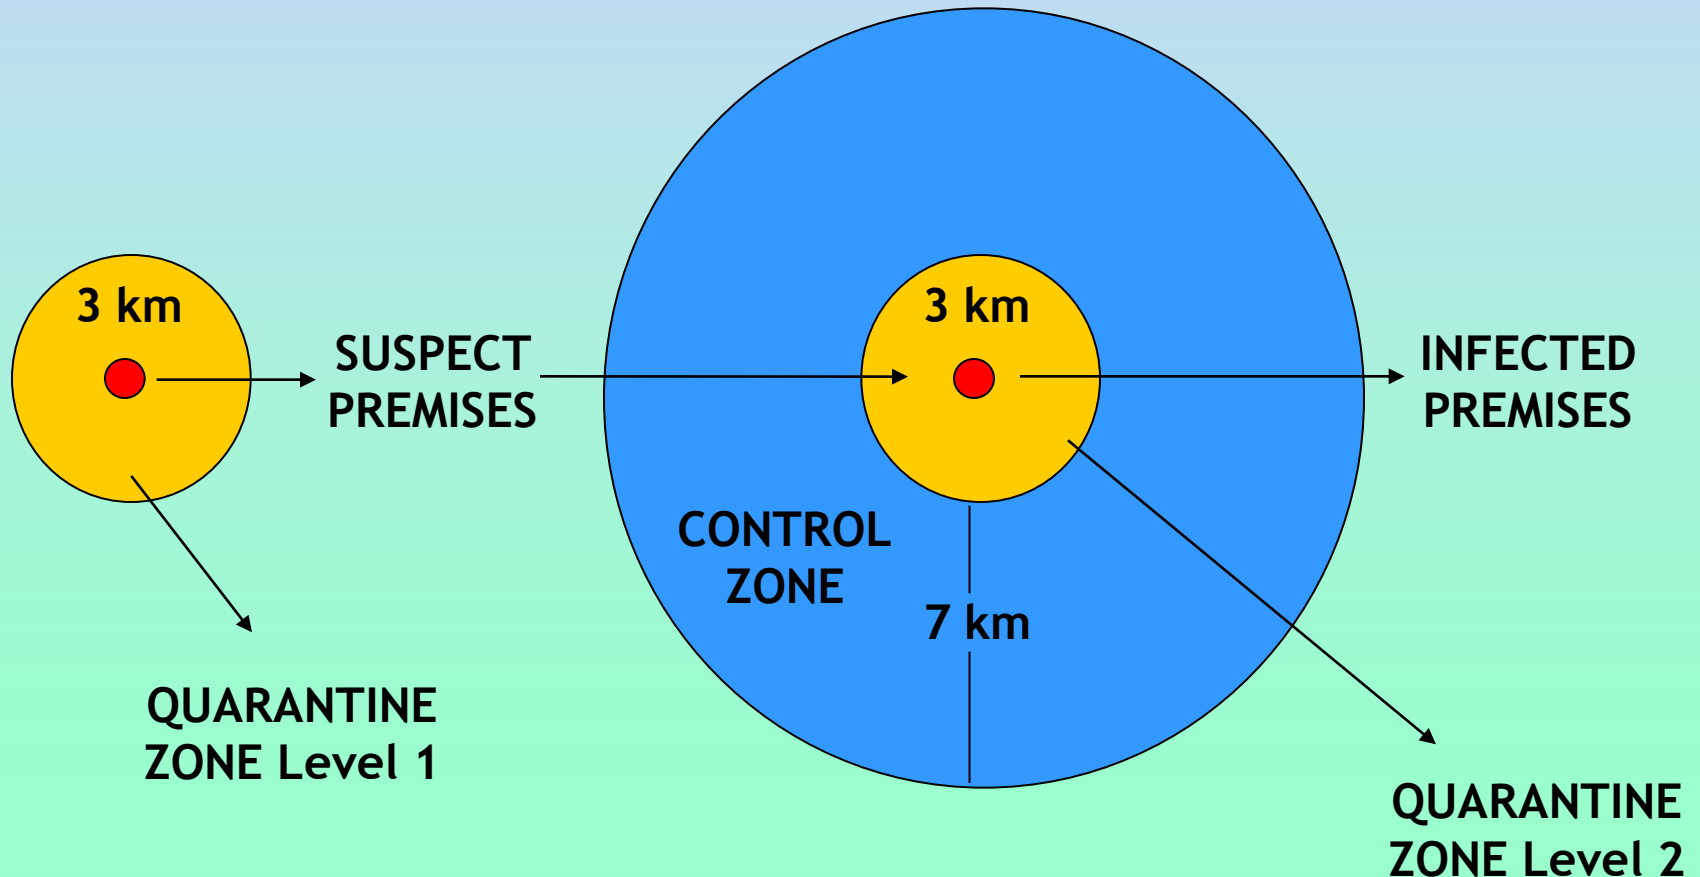 3 km
SUSPECT
PREMISES
QUARANTINE
ZONE Level 1
3 km
CONTROL
ZONE
7 km
INFECTED
PREMISES
QUARANTINE
ZONE Level 2